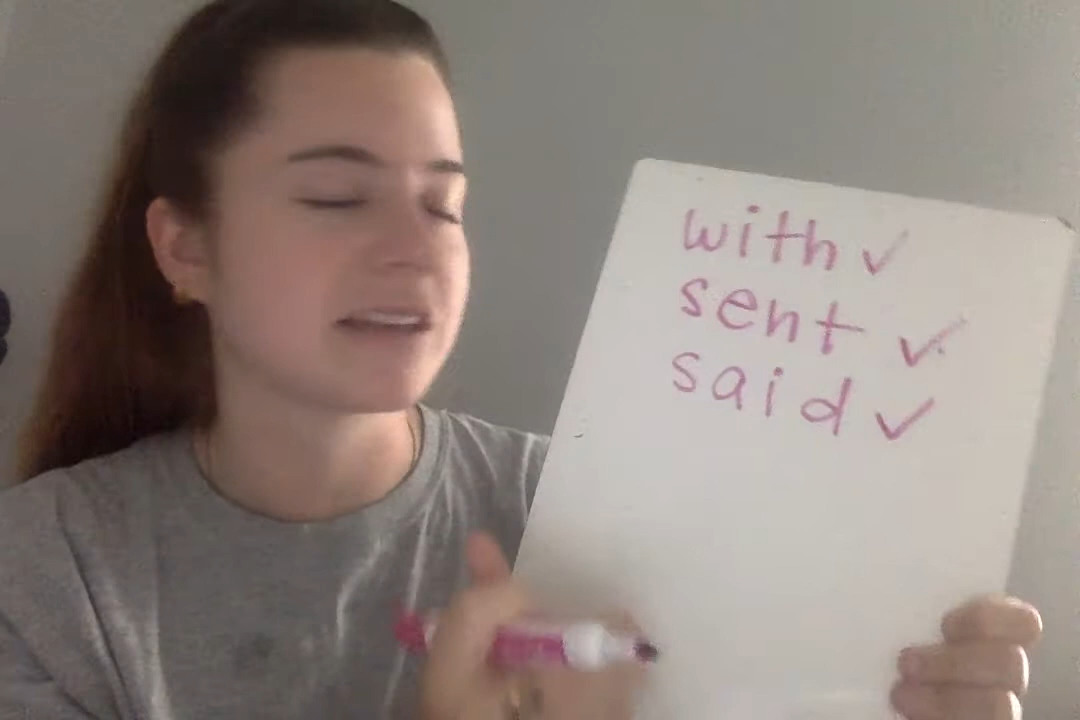 with ✓
sent ✓
said ✓